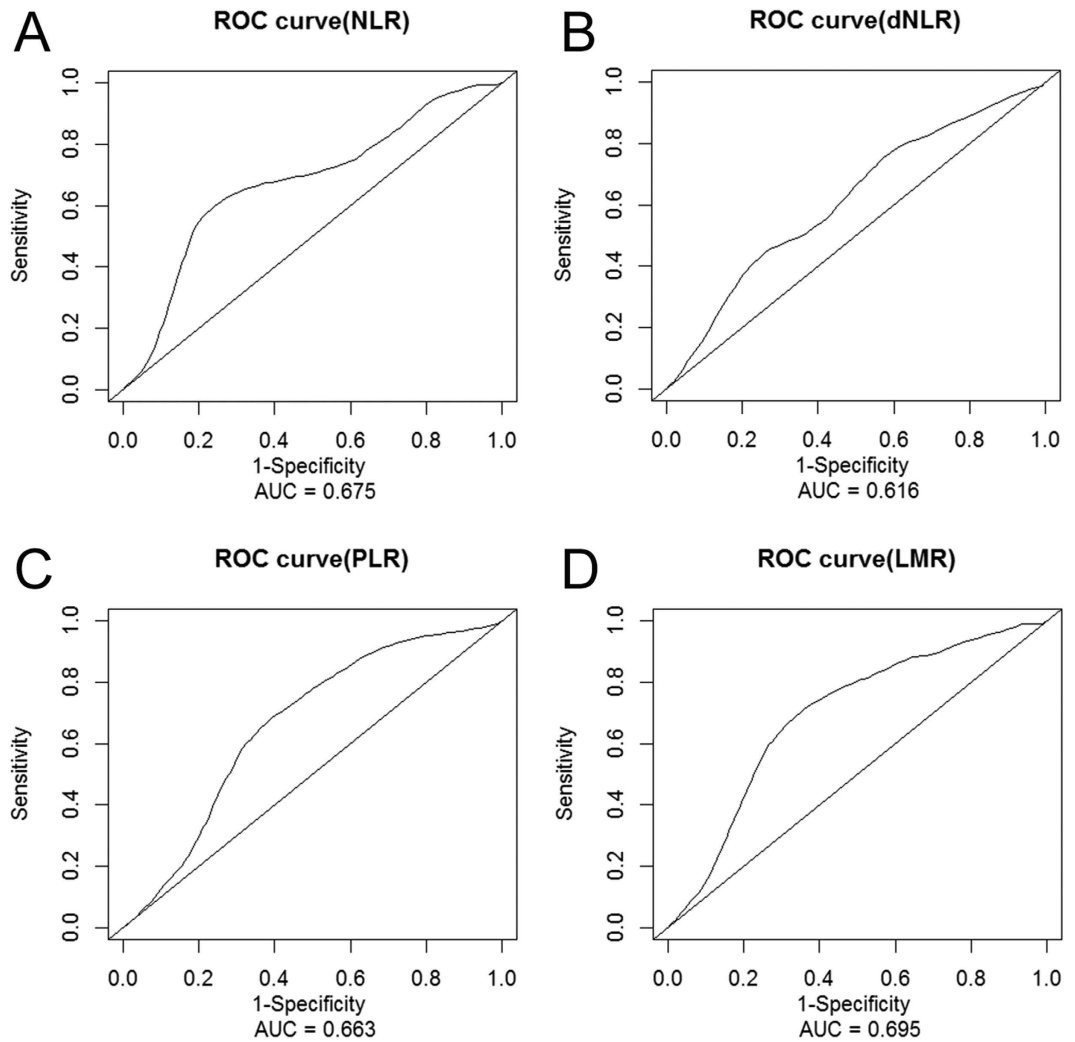 A
ROC curve(NLR)
Sensitivity
0.0 0.2 0.4 0.6 0.8 1.0
0.0 0.2 0.4 0.6 0.8 1.0
1-Specificity
AUC = 0.675
B
ROC curve(dNLR)
Sensitivity
0.0 0.2 0.4 0.6 0.8 1.0
0.0 0.2 0.4 0.6 0.8 1.0
1-Specificity
AUC = 0.616
C
ROC curve(PLR)
Sensitivity
0.0 0.2 0.4 0.6 0.8 1.0
0.0 0.2 0.4 0.6 0.8 1.0
1-Specificity
AUC = 0.663
D
ROC curve(LMR)
Sensitivity
0.0 0.2 0.4 0.6 0.8 1.0
0.0 0.2 0.4 0.6 0.8 1.0
1-Specificity
AUC = 0.695